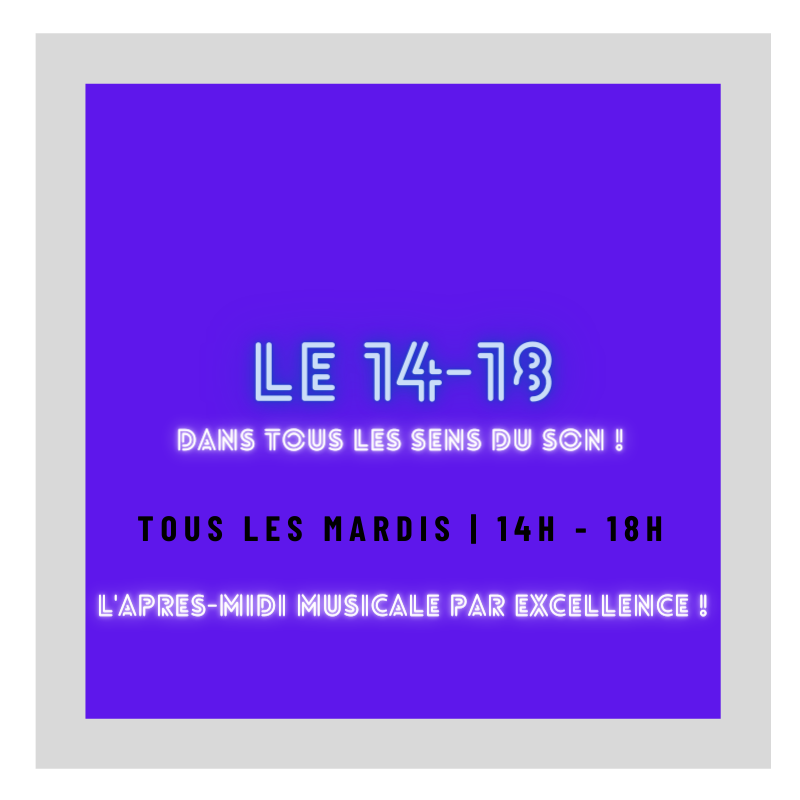 LE 14-18
DANS TOUS LES SENS DU SON !
TOUS LES MARDIS | 14H - 18H
L'APRES-MIDI MUSICALE PAR EXCELLENCE !